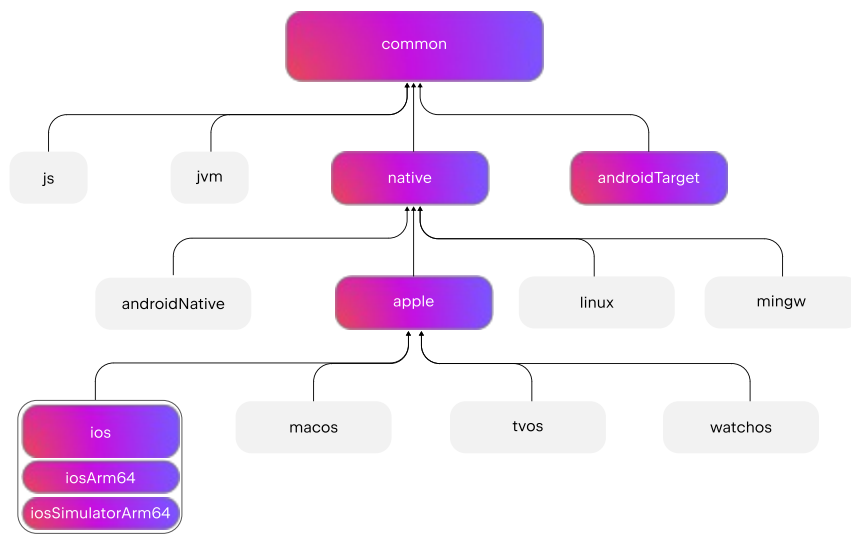 common
js
jvm
native
androidTarget
androidNative
apple
linux
mingw
ios
macos
tvos
watchos
iosArm64
iosSimulatorArm64